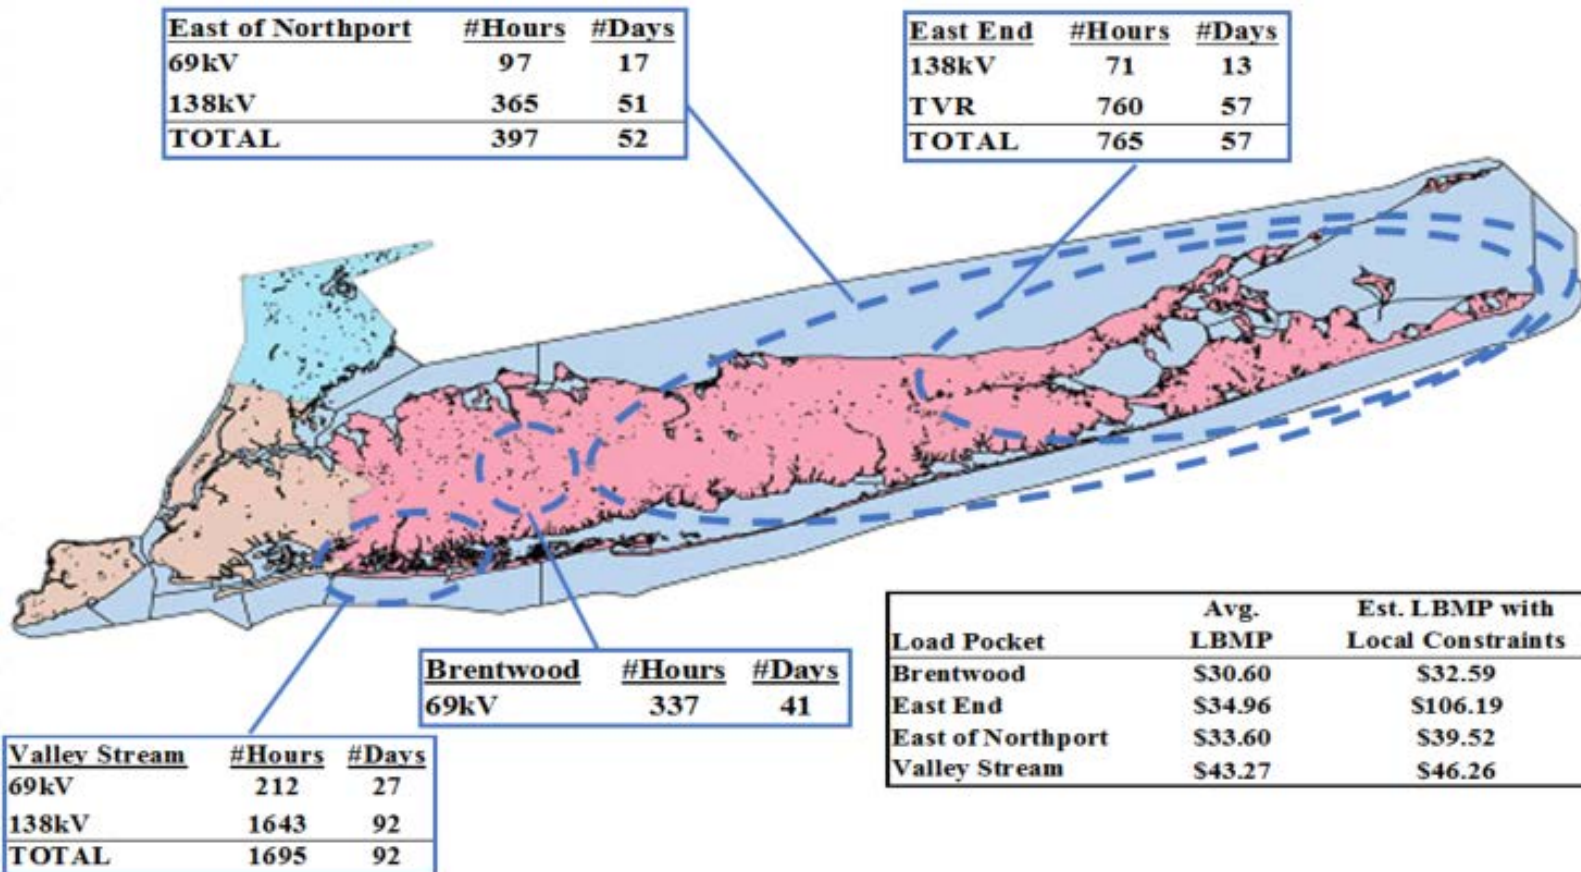 East of Northport #Hours #Days
69kV 97 17
138kV 365 51
TOTAL 397 52
East End #Hours #Days
138kV 71 13
TVR 760 57
TOTAL 765 57
Brentwood #Hours #Days
69kV 337 41
Valley Stream #Hours #Days
69kV 212 27
138kV 1643 92
TOTAL 1695 92
Avg. Est. LBMP with
Load Pocket LBMP Local Constraints
Brentwood $30.60 $32.59
East End $34.96 $106.19
East of Northport $33.60 $39.52
Valley Stream $43.27 $46.26